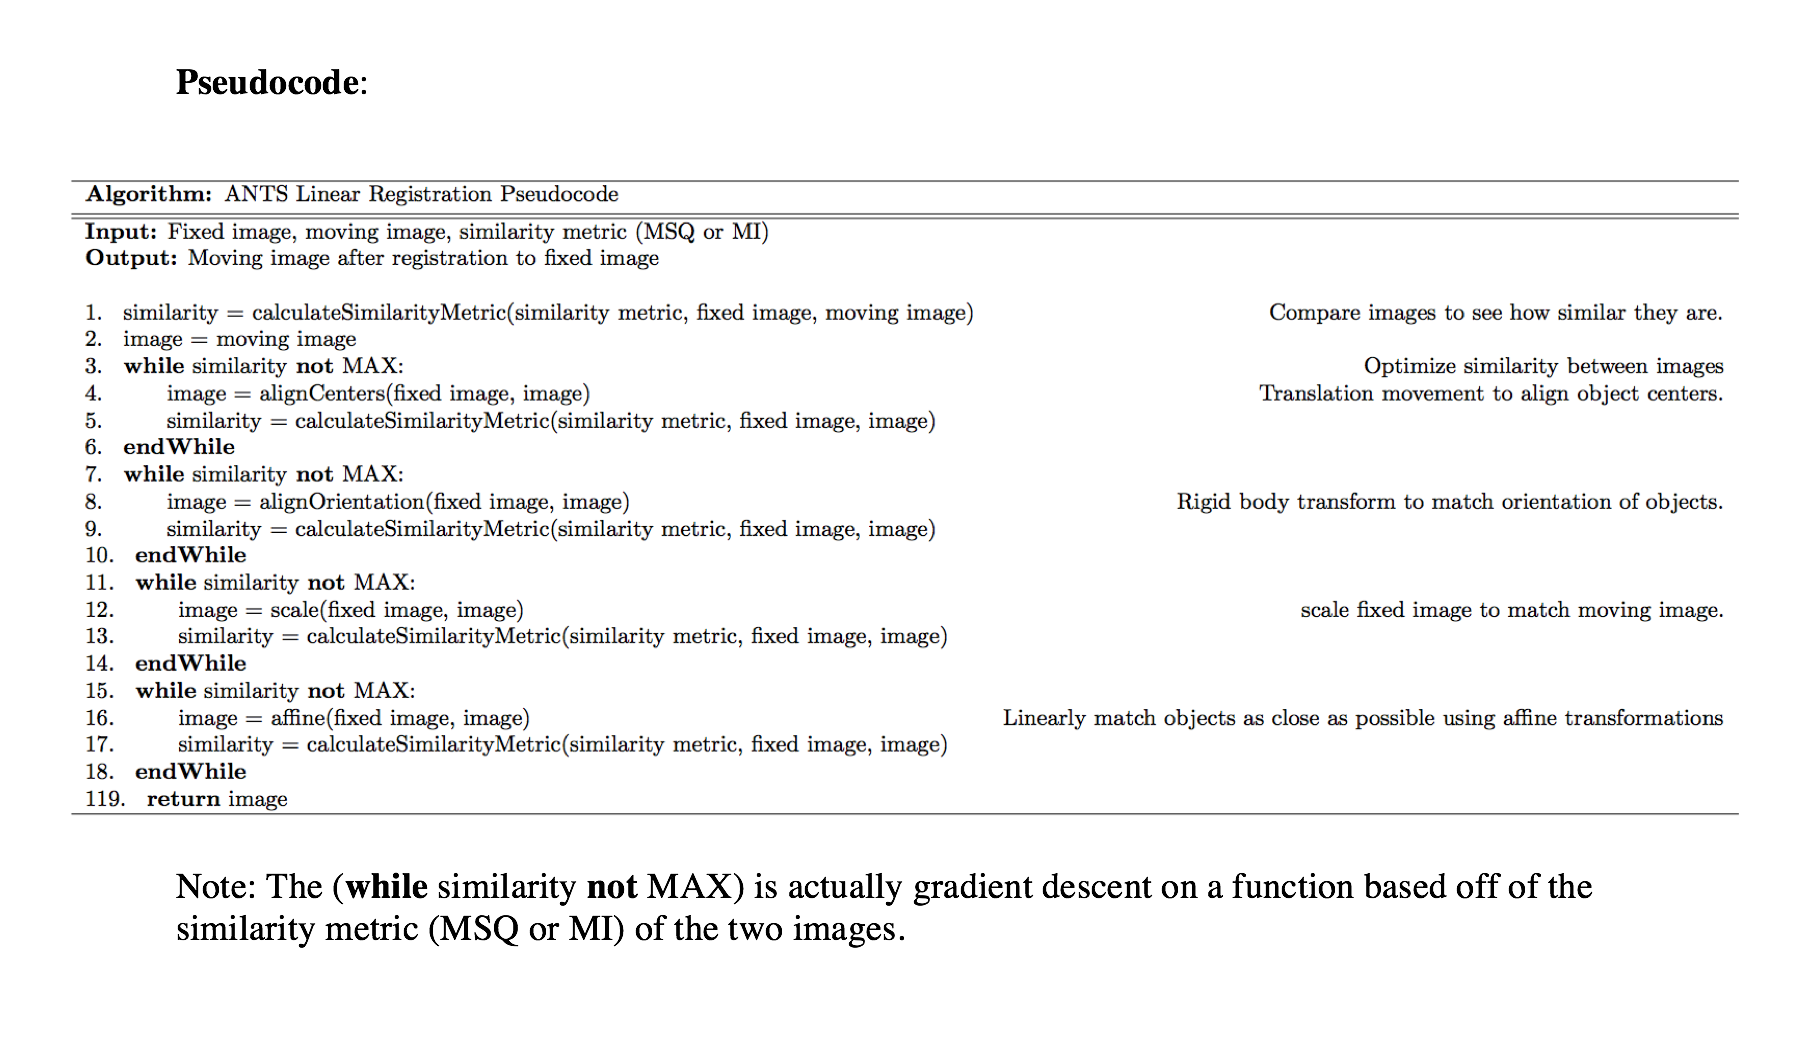 Pseudocode:
Algorithm: ANTS Linear Registration Pseudocode
Input: Fixed image, moving image, similarity metric (MSQ or MI)
Output: Moving image after registration to fixed image
1. similarity = calculateSimilarityMetric(similarity metric, fixed image, moving image) Compare images to see how similar they are.
2. image = moving image
3. while similarity not MAX: Optimize similarity between images
4. image = alignCenters(fixed image, image) Translation movement to align object centers.
5. similarity = calculateSimilarityMetric(similarity metric, fixed image, image)
6. endWhile
7. while similarity not MAX:
8. image = alignOrientation(fixed image, image) Rigid body transform to match orientation of objects.
9. similarity = calculateSimilarityMetric(similarity metric, fixed image, image)
10. endWhile
11. while similarity not MAX:
12. image = scale(fixed image, image) scale fixed image to match moving image.
13. similarity = calculateSimilarityMetric(similarity metric, fixed image, image)
14. endWhile
15. while similarity not MAX:
16. image = affine(fixed image, image) Linearly match objects as close as possible using affine transformations
17. similarity = calculateSimilarityMetric(similarity metric, fixed image, image)
18. endWhile
119. return image
Note: The (while similarity not MAX) is actually gradient descent on a function based off of the
similarity metric (MSQ or MI) of the two images.